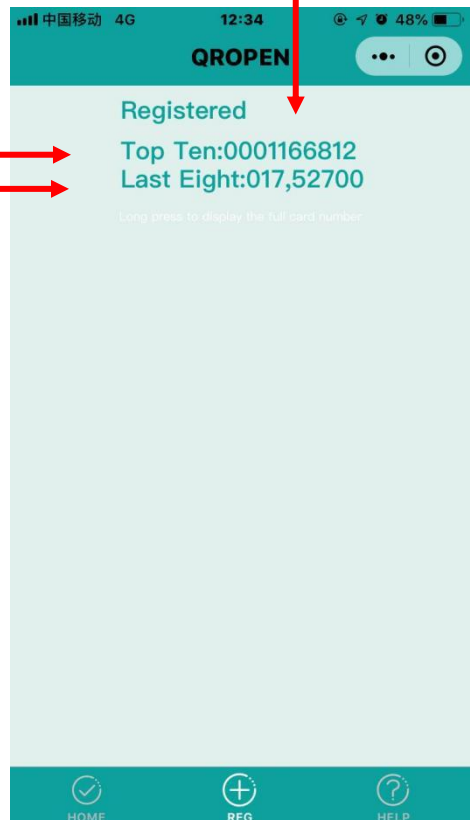 中国移动 4G 12:34 48%
QROPEN
Registered
Top Ten:0001166812
Last Eight:017,52700
Long press to display the full card number
HOME REG HELP